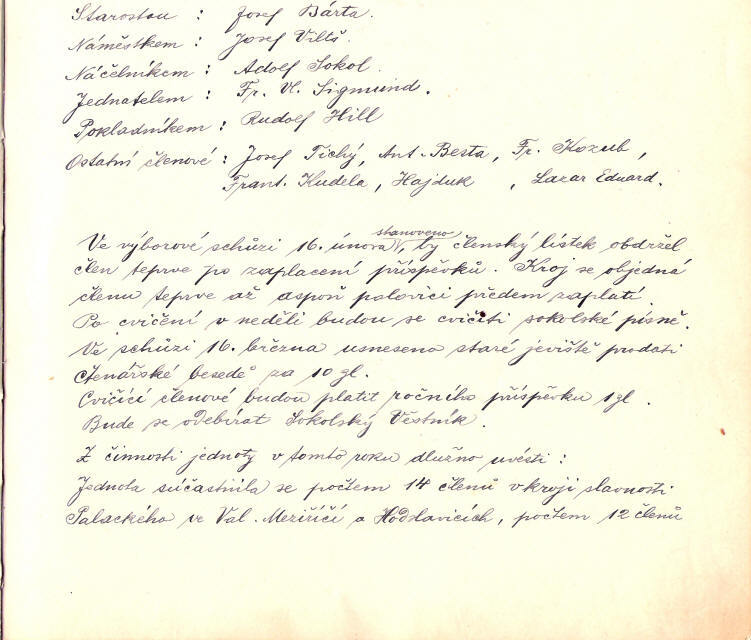 Starostou : Josef Bárta.
Náměstkem : Josef Viltš.
Náčelníkem : Adolf Sokol.
Jednatelem : Fr. Vl. Sigmund.
Pokladníkem : Rudolf Hill
Ostatní členové : Josef Tichý, Ant. Besta, Fr. Kozub,
Frant. Kudela, Hajduk , Lazar Eduard.
stanoveno
Ve výborové schůzi 16. února, by členský lístek obdržel
člen teprve po zaplacení příspěvků. Kroj se objedná
členu teprve až aspoň polovici předem zaplatí.
Po cvičení v neděli budou se cvičiti sokolské písně.
Ve schůzi 16. března usneseno staré jeviště prodati
čtenářské besedě za 10 zl.
Cvičící členové budou platit ročního příspěvku 1 zl.
Bude se odebírat Sokolský Věstník.
Z činnosti jednoty v tomto roku dlužno uvésti :
Jednota súčastnila se počtem 14 členů v kroji slavnosti
Palackého ve Val. Meziříčí a Hodslavicích, počtem 12 členů